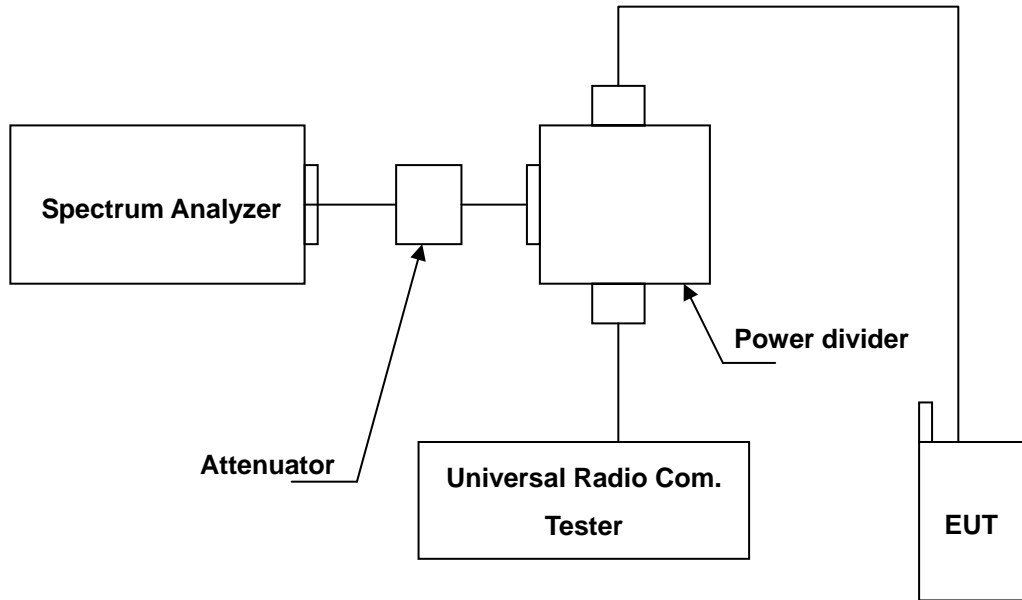 Spectrum Analyzer
Power divider
Attenuator
Universal Radio Com.
Tester
EUT